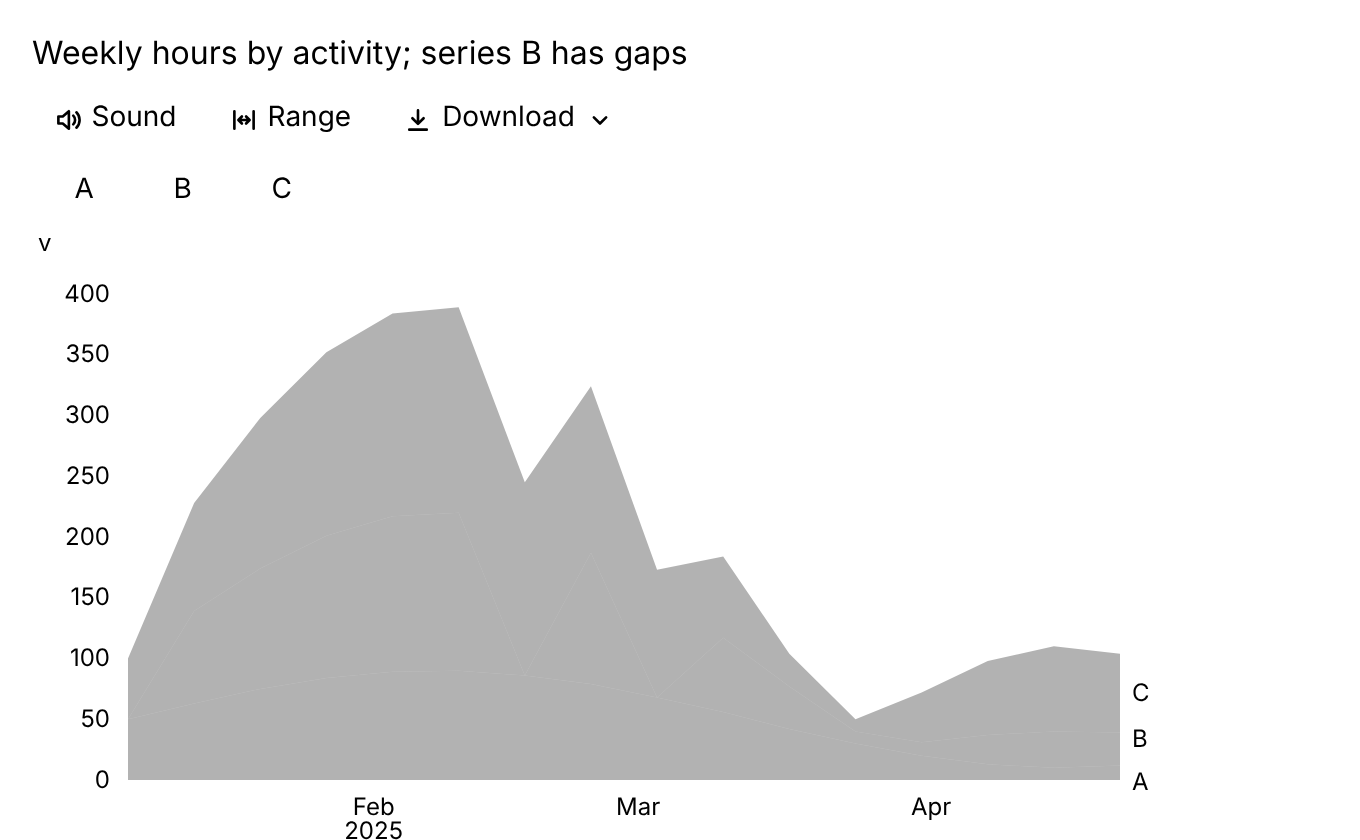 Weekly hours by activity; series B has gaps
Sound Range Download
A B C
v
400
350
300
250
200
150
100
50
0
C
B
A
Feb Mar Apr
2025